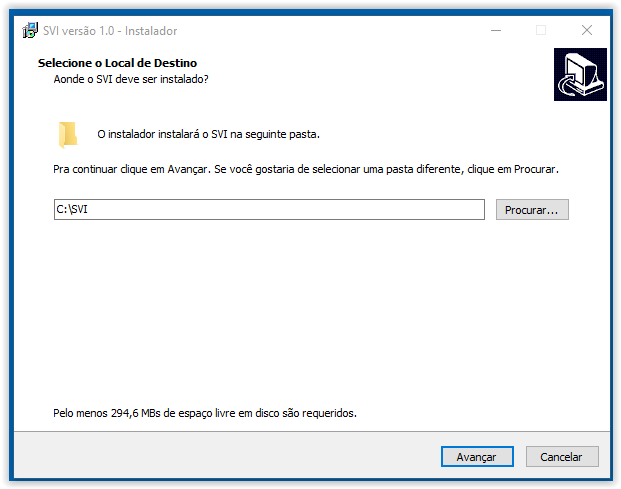 SVI versão 1.0 - Instalador
Selecione o Local de Destino
Aonde o SVI deve ser instalado?
O instalador instalará o SVI na seguinte pasta.
Pra continuar clique em Avançar. Se você gostaria de selecionar uma pasta diferente, clique em Procurar.
C:\SVI
Procurar...
Pelo menos 294,6 MBs de espaço livre em disco são requeridos.
Avançar
Cancelar